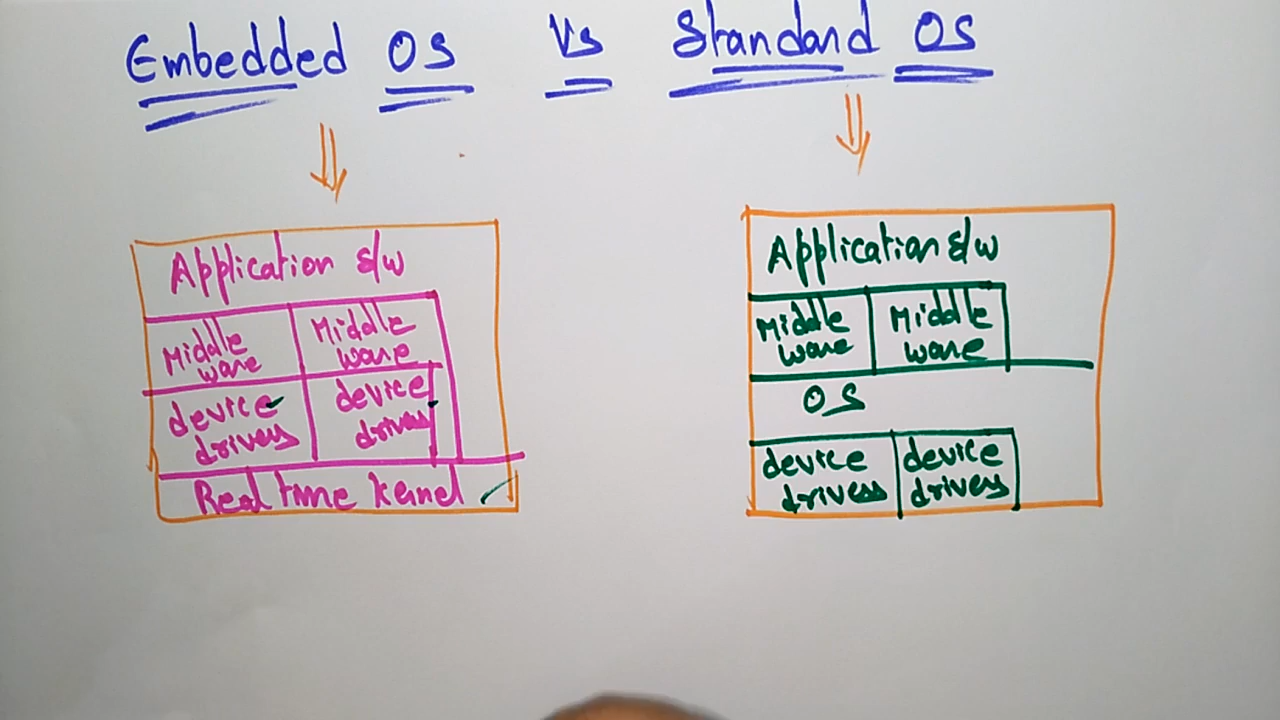 Embedded OS Vs Standard OS
Application s/w
Middle
ware
Middle
ware
device
drivers
device
drivers
Real time kernel
Application s/w
Middle
ware
Middle
ware
OS
device
drivers
device
drivers